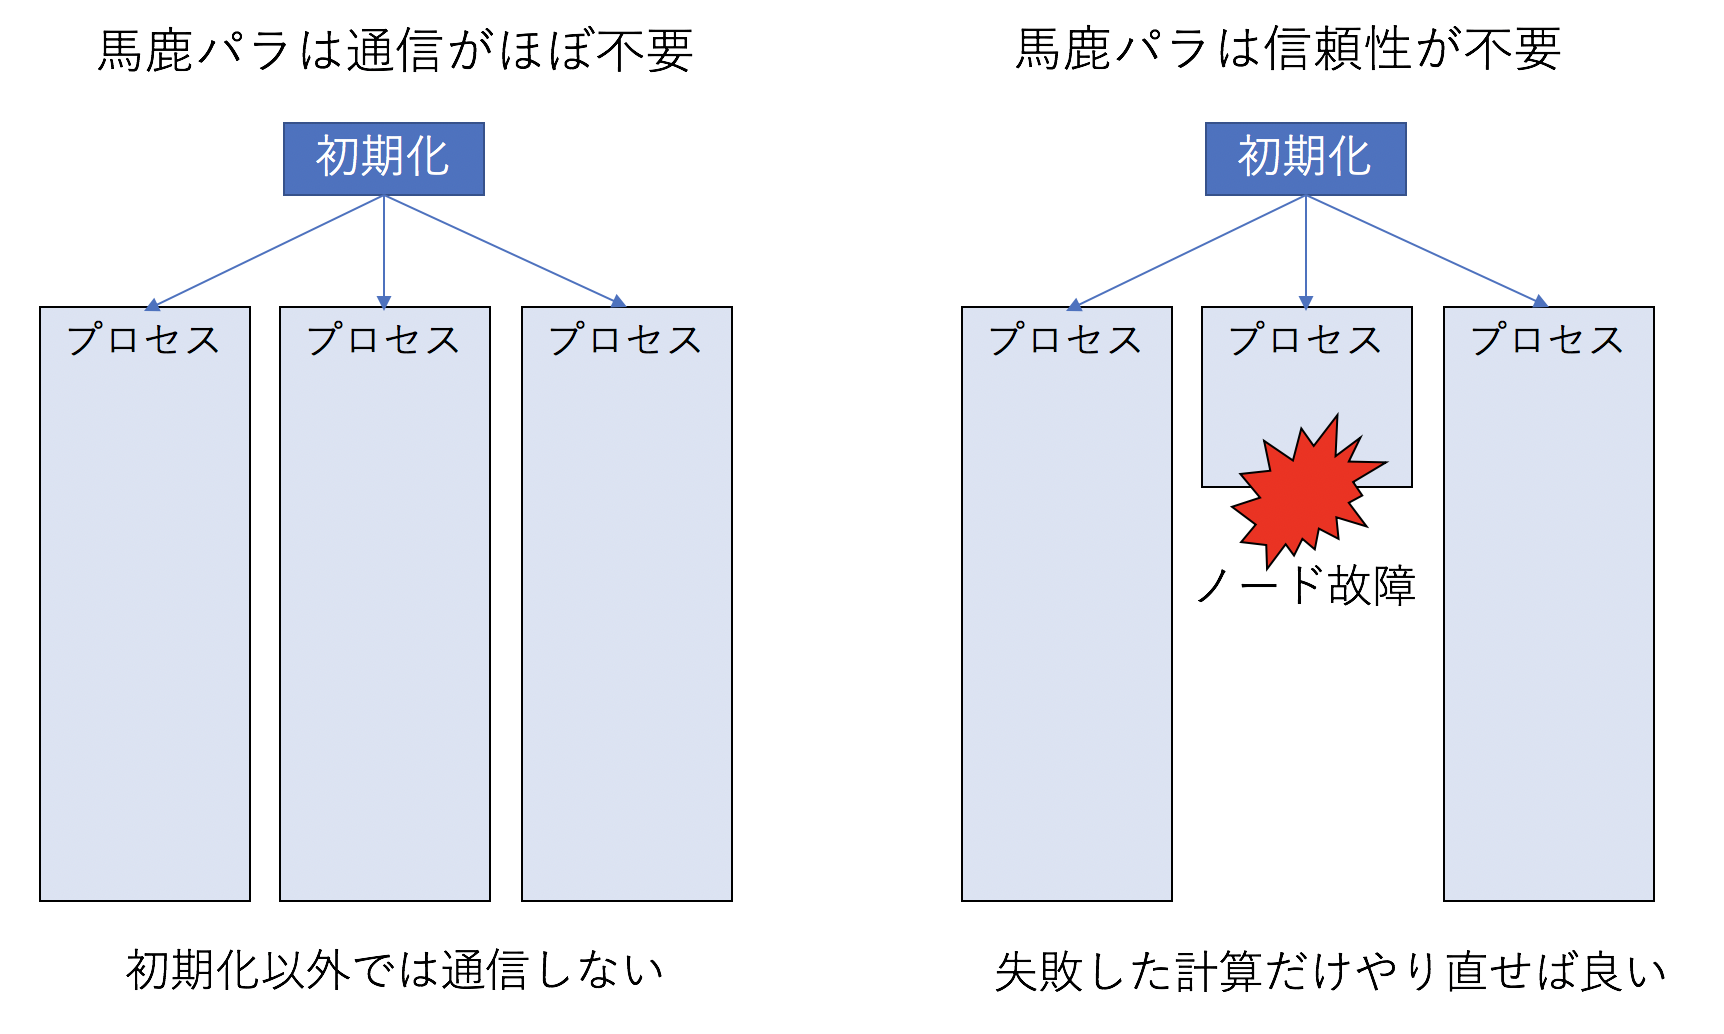 馬鹿パラは通信がほぼ不要
初期化
プロセス
プロセス
プロセス
初期化以外では通信しない
馬鹿パラは信頼性が不要
初期化
プロセス
プロセス
プロセス
ノード故障
失敗した計算だけやり直せば良い